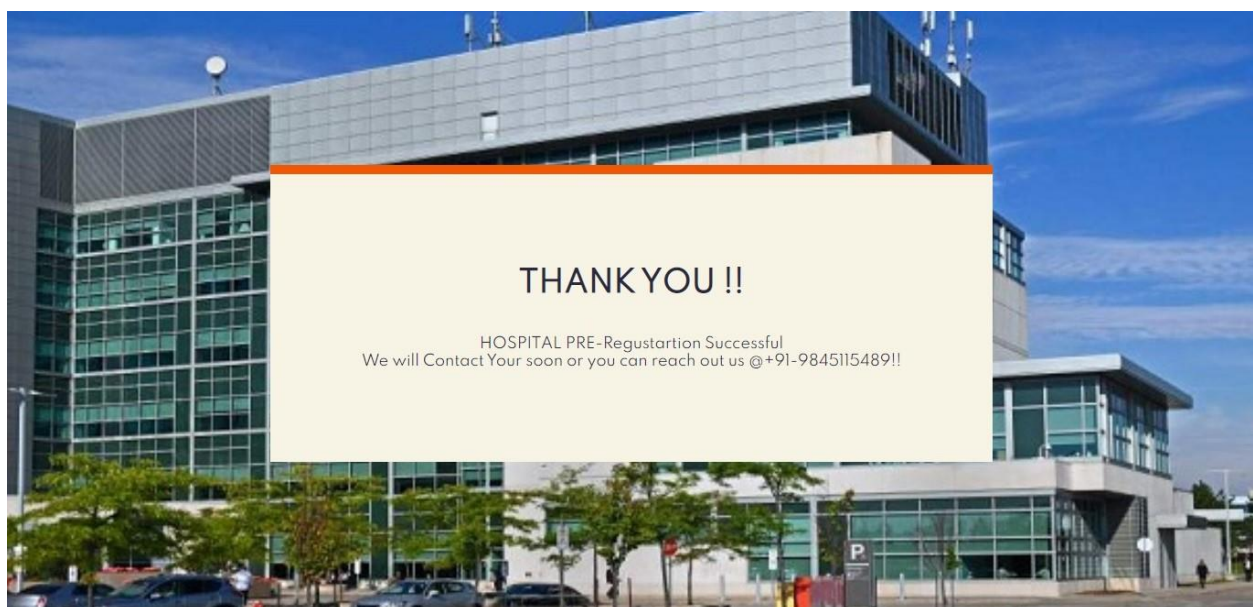 THANK YOU !!
HOSPITAL PRE-Regustartion Successful
We will Contact Your soon or you can reach out us @+91-9845115489!!
P